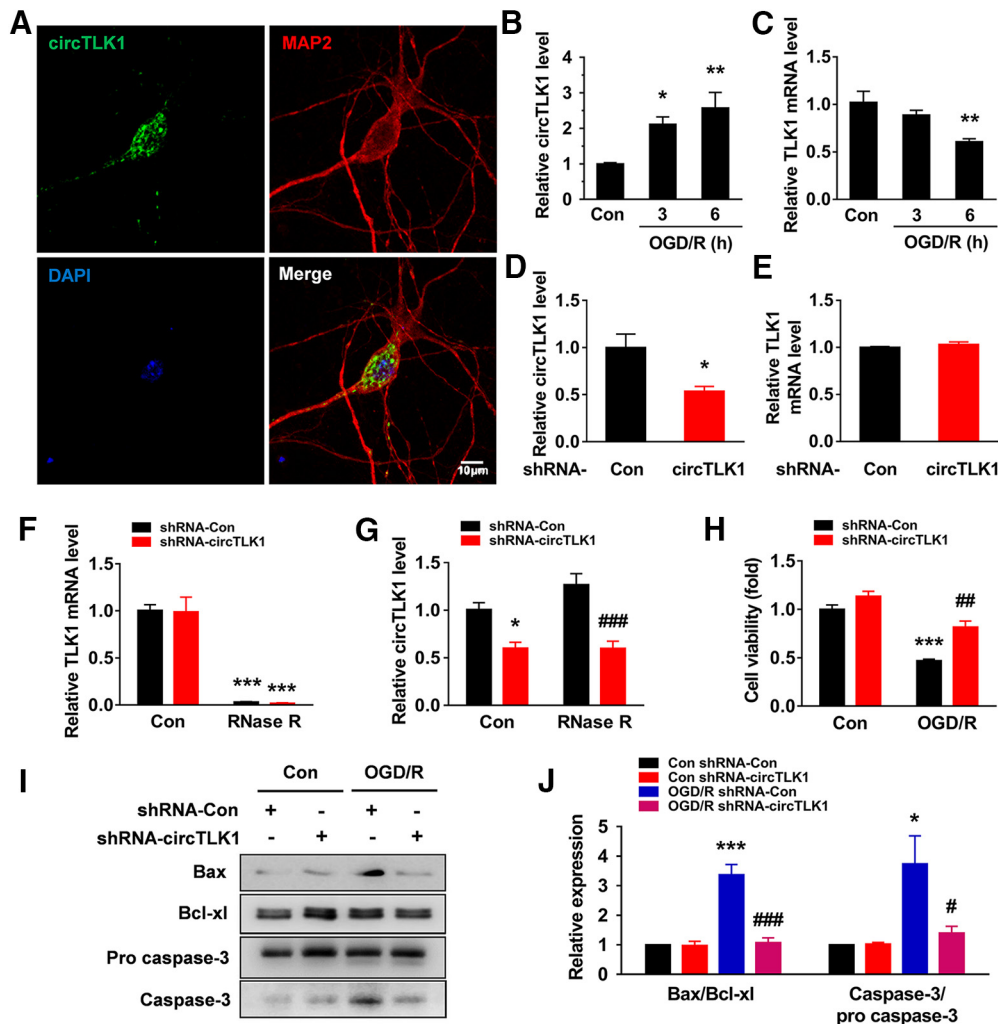 A
circTLK1
MAP2
DAPI
Merge
10μm
B
Relative circTLK1 level
4
3
2
1
0
*
**
Con
3
6
OGD/R (h)
C
Relative TLK1 mRNA level
1.5
1.0
0.5
0.0
**
Con
3
6
OGD/R (h)
D
Relative circTLK1 level
1.5
1.0
0.5
0.0
*
shRNA-
Con
circTLK1
E
Relative TLK1
mRNA level
1.5
1.0
0.5
0.0
shRNA-
Con
circTLK1
F
shRNA-Con
shRNA-circTLK1
Relative TLK1 mRNA level
1.5
1.0
0.5
0.0
*** ***
Con
RNase R
G
shRNA-Con
shRNA-circTLK1
Relative circTLK1 level
1.5
1.0
0.5
0.0
*
###
Con
RNase R
H
shRNA-Con
shRNA-circTLK1
Cell viability (fold)
1.5
1.0
0.5
0.0
***
##
Con
OGD/R
I
Con
OGD/R
shRNA-Con + - + -
shRNA-circTLK1 - + - +
Bax
Bcl-xl
Pro caspase-3
Caspase-3
J
Con shRNA-Con
Con shRNA-circTLK1
OGD/R shRNA-Con
OGD/R shRNA-circTLK1
Relative expression
5
4
3
2
1
0
***
###
*
#
Bax/Bcl-xl
Caspase-3/
pro caspase-3